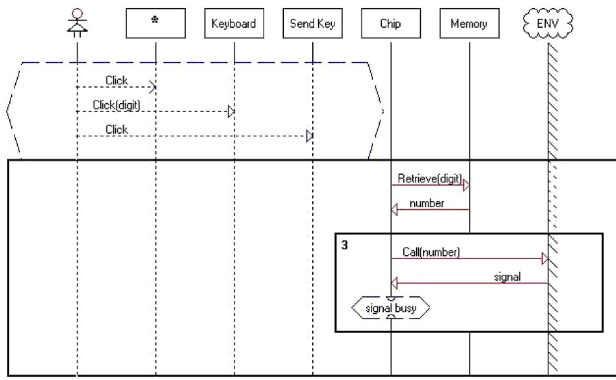 *
Keyboard
Send Key
Chip
Memory
ENV
Click
Click(digit)
Click
Retrieve(digit)
number
3
Call(number)
signal
signal busy